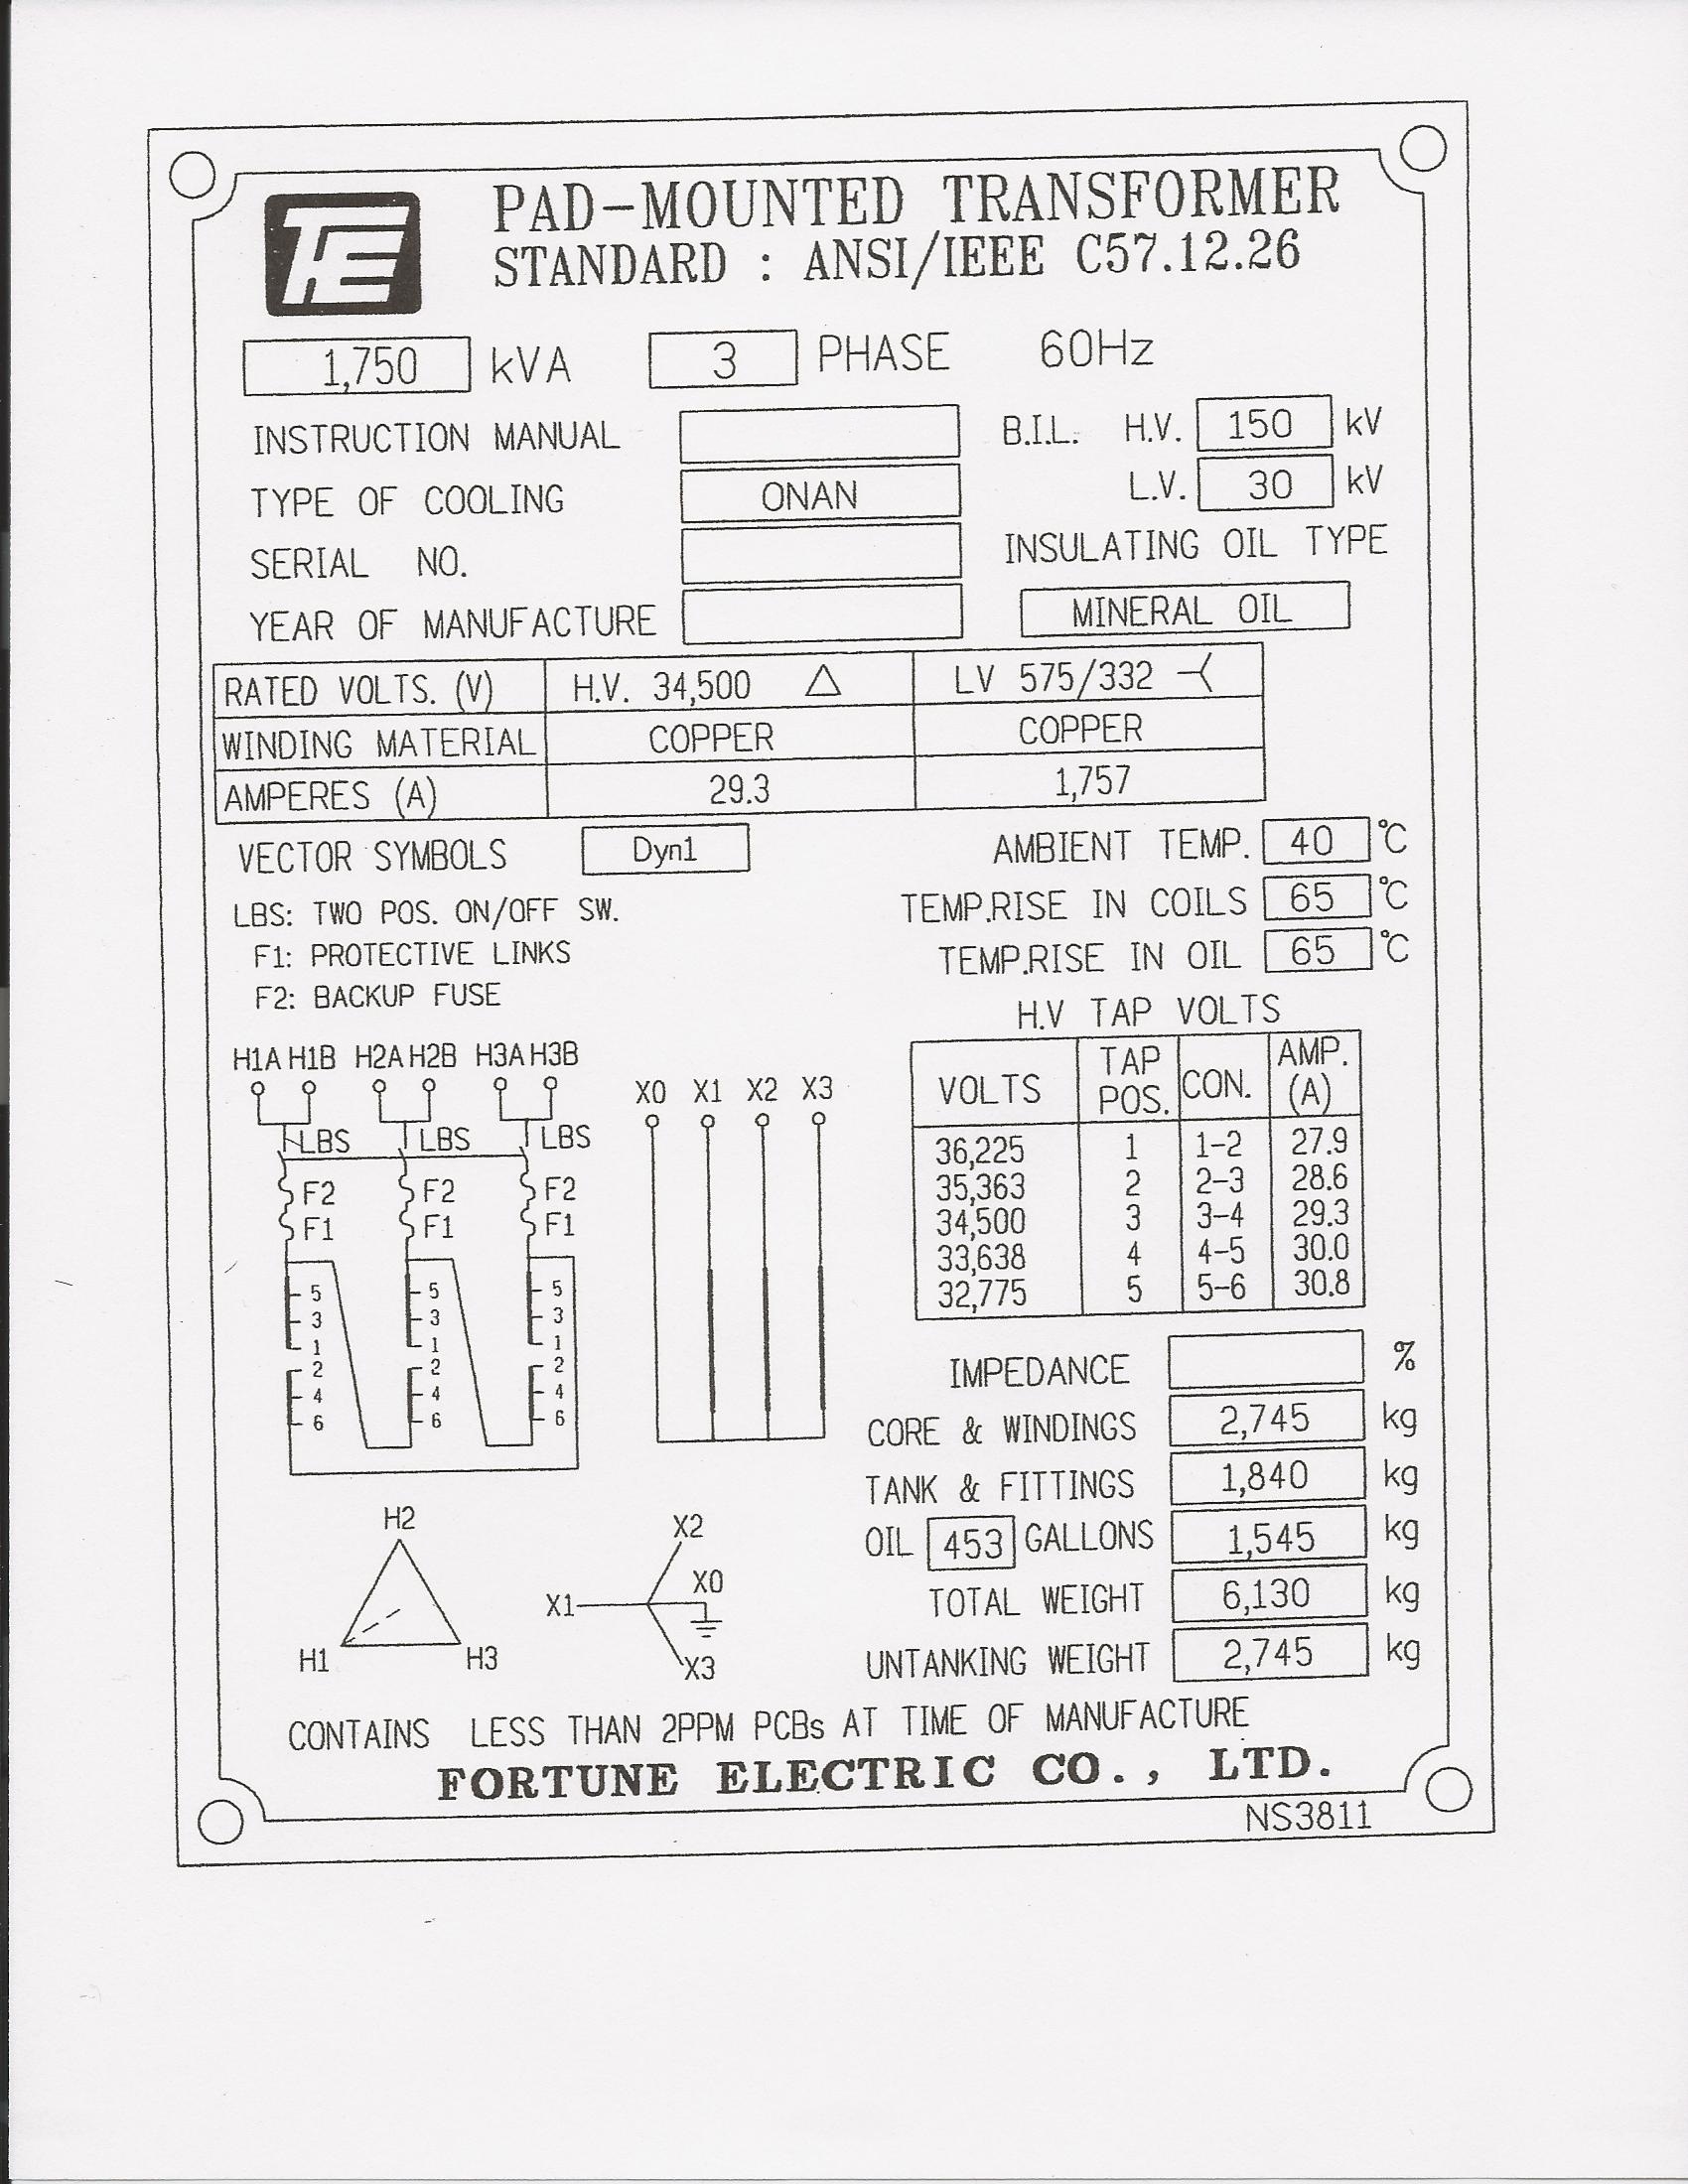 FE
PAD-MOUNTED TRANSFORMER
STANDARD : ANSI/IEEE C57.12.26
1,750 kVA 3 PHASE 60Hz
INSTRUCTION MANUAL B.I.L. H.V. 150 kV
TYPE OF COOLING ONAN L.V. 30 kV
SERIAL NO. INSULATING OIL TYPE
YEAR OF MANUFACTURE MINERAL OIL
RATED VOLTS. (V) H.V. 34,500 △ LV 575/332
WINDING MATERIAL COPPER COPPER
AMPERES (A) 29.3 1,757
VECTOR SYMBOLS Dyn1 AMBIENT TEMP. 40 °C
LBS: TWO POS. ON/OFF SW. TEMP.RISE IN COILS 65 °C
F1: PROTECTIVE LINKS TEMP.RISE IN OIL 65 °C
F2: BACKUP FUSE
H1A H1B H2A H2B H3A H3B
X0 X1 X2 X3
LBS LBS LBS
F2 F2 F2
F1 F1 F1
5 5 5
3 3 3
1 1 1
2 2 2
4 4 4
6 6 6
H.V TAP VOLTS
VOLTS TAP POS. CON. AMP. (A)
36,225 1 1-2 27.9
35,363 2 2-3 28.6
34,500 3 3-4 29.3
33,638 4 4-5 30.0
32,775 5 5-6 30.8
IMPEDANCE %
CORE & WINDINGS 2,745 kg
TANK & FITTINGS 1,840 kg
OIL 453 GALLONS 1,545 kg
TOTAL WEIGHT 6,130 kg
UNTANKING WEIGHT 2,745 kg
H2
H1 H3
X2
X1 X0
X3
CONTAINS LESS THAN 2PPM PCBs AT TIME OF MANUFACTURE
FORTUNE ELECTRIC CO., LTD.
NS3811